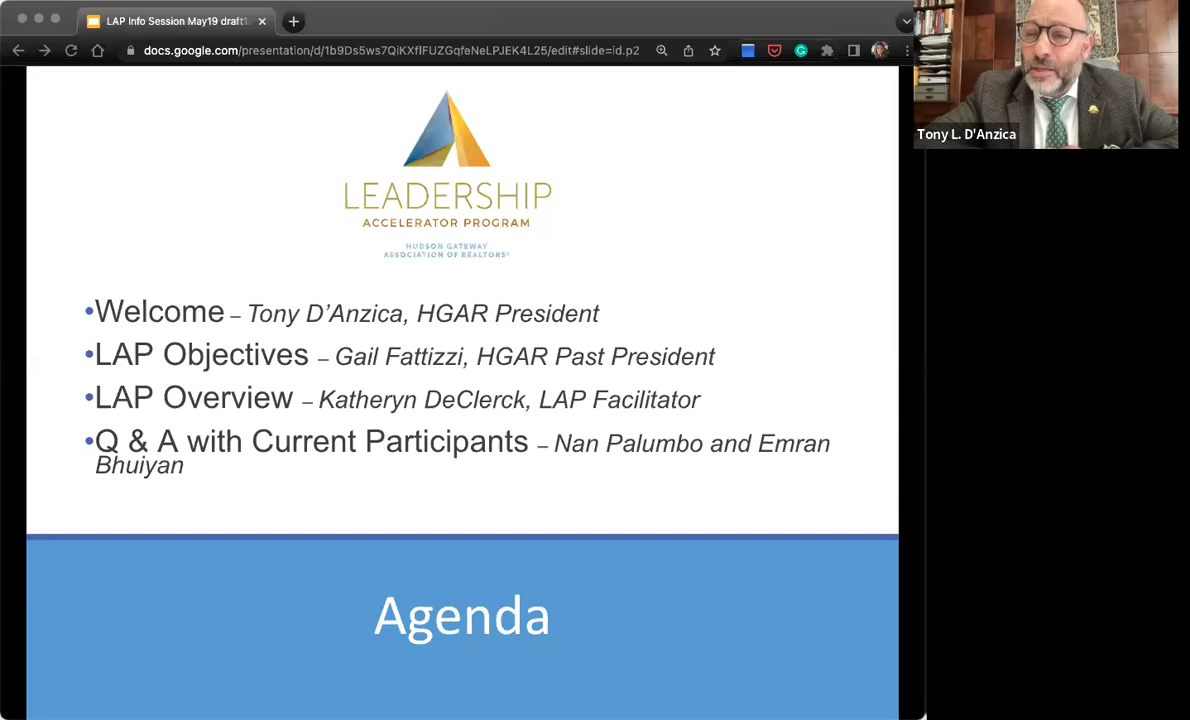 LAP Info Session May19 draft1
docs.google.com/presentation/d/1b9Ds5ws7QiKXflFUZGqfeNeLPJEK4L25/edit#slide=id.p2
Tony L. D'Anzica
LEADERSHIP
ACCELERATOR PROGRAM
HUDSON GATEWAY
ASSOCIATION OF REALTORS®
•Welcome – Tony D’Anzica, HGAR President
•LAP Objectives – Gail Fattizzi, HGAR Past President
•LAP Overview – Katheryn DeClerck, LAP Facilitator
•Q & A with Current Participants – Nan Palumbo and Emran
Bhuiyan
Agenda